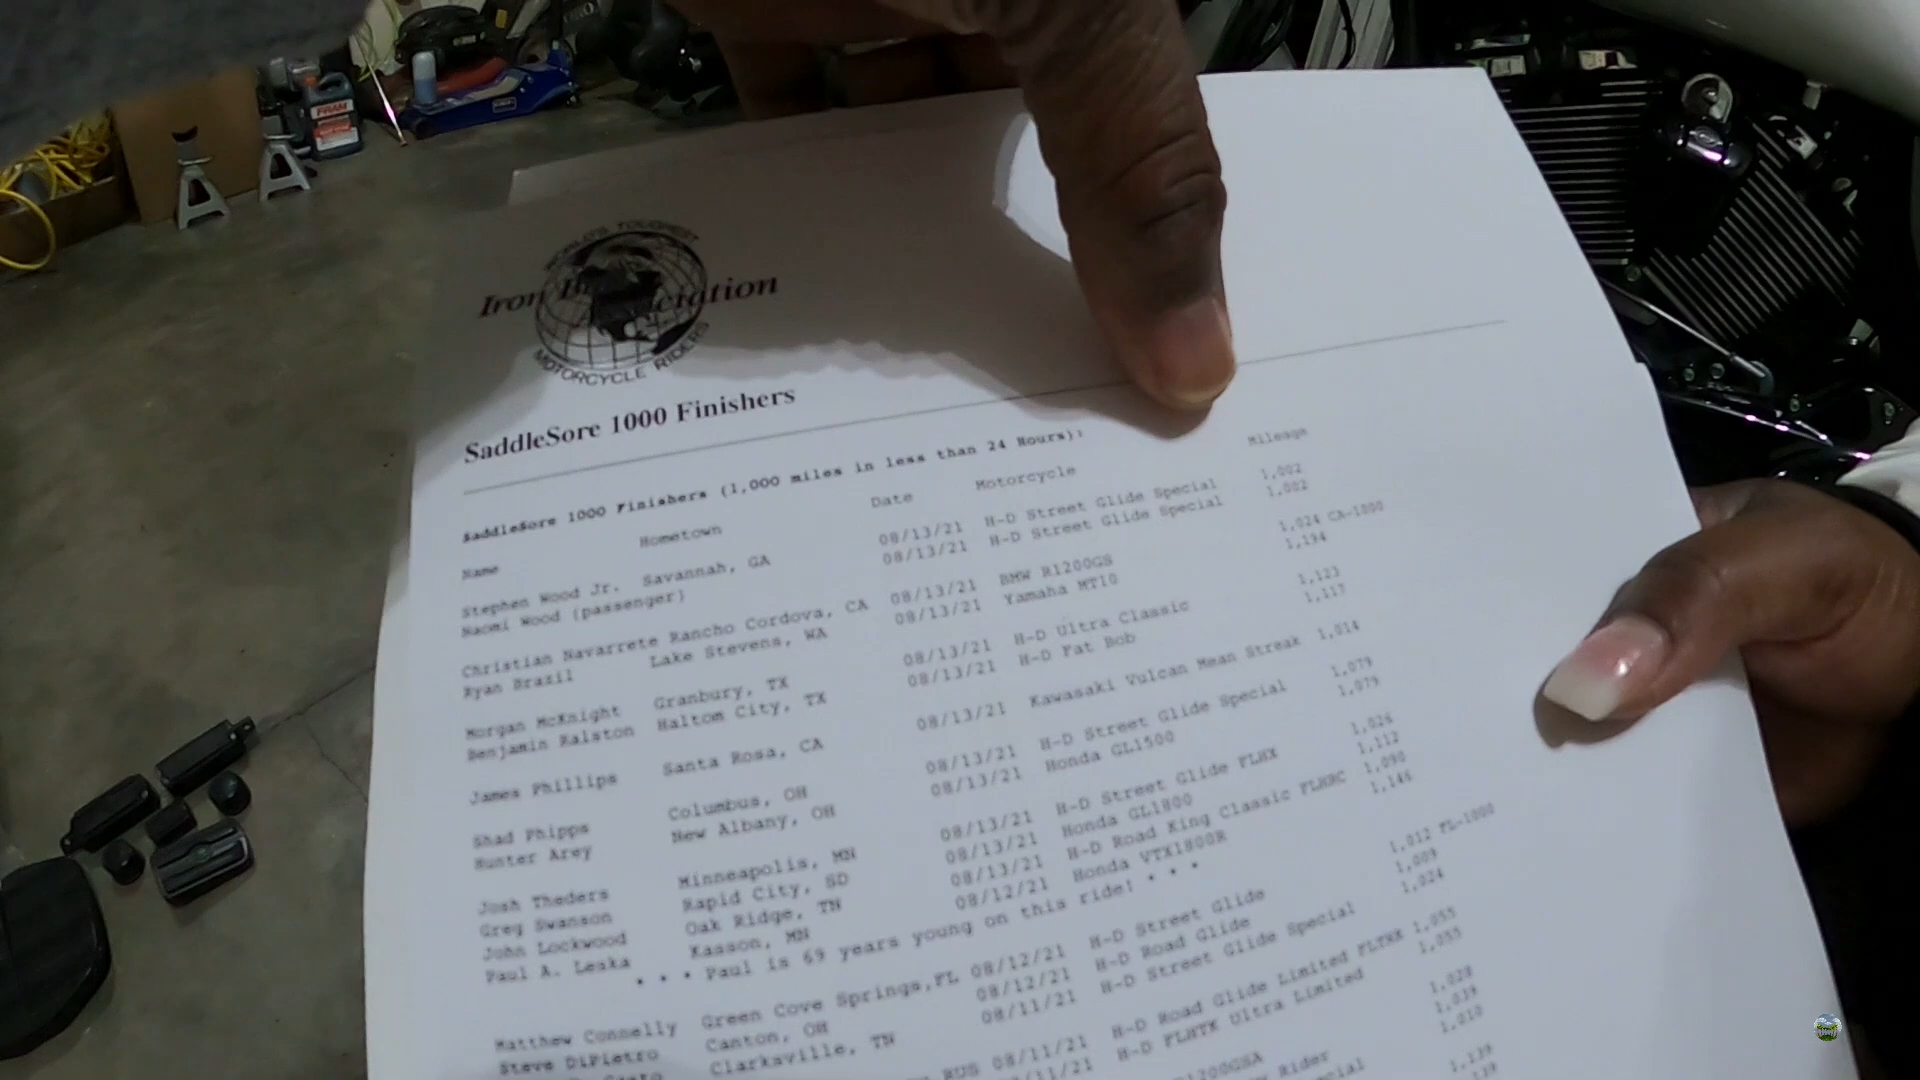 FRAM
WORLD'S TOUGHEST
Iron B ciation
MOTORCYCLE RIDERS
SaddleSore 1000 Finishers
SaddleSore 1000 Finishers (1,000 miles in less than 24 Hours):
Name Hometown Date Motorcycle Mileage
Stephen Wood Jr. Savannah, GA 08/13/21 H-D Street Glide Special 1,002
Naomi Wood (passenger) 08/13/21 H-D Street Glide Special 1,002
Christian Navarrete Rancho Cordova, CA 08/13/21 BMW R1200GS 1,024 CA-1000
Ryan Brazil Lake Stevens, WA 08/13/21 Yamaha MT10 1,194
Morgan McKnight Granbury, TX 08/13/21 H-D Ultra Classic 1,123
Benjamin Ralston Haltom City, TX 08/13/21 H-D Fat Bob 1,117
James Phillips Santa Rosa, CA 08/13/21 Kawasaki Vulcan Mean Streak 1,014
Shad Phipps Columbus, OH 08/13/21 H-D Street Glide Special 1,079
Hunter Arey New Albany, OH 08/13/21 Honda GL1500 1,079
Josh Theders Minneapolis, MN 08/13/21 H-D Street Glide FLHX 1,026
Greg Swanson Rapid City, SD 08/13/21 Honda GL1800 1,112
John Lockwood Oak Ridge, TN 08/13/21 H-D Road King Classic FLHRC 1,090
Paul A. Leska Kasson, MN 08/12/21 Honda VTX1800R 1,146
* * * Paul is 69 years young on this ride! * * *
Matthew Connelly Green Cove Springs,FL 08/12/21 H-D Street Glide 1,012 FL-1000
Steve DiPietro Canton, OH 08/12/21 H-D Road Glide 1,009
Clarksville, TN 08/11/21 H-D Street Glide Special 1,024
RUS 08/11/21 H-D Road Glide Limited FLTRK 1,055
/11/21 H-D FLHTK Ultra Limited 1,055
1200GSA 1,028
Rider 1,039
1,010
1,139